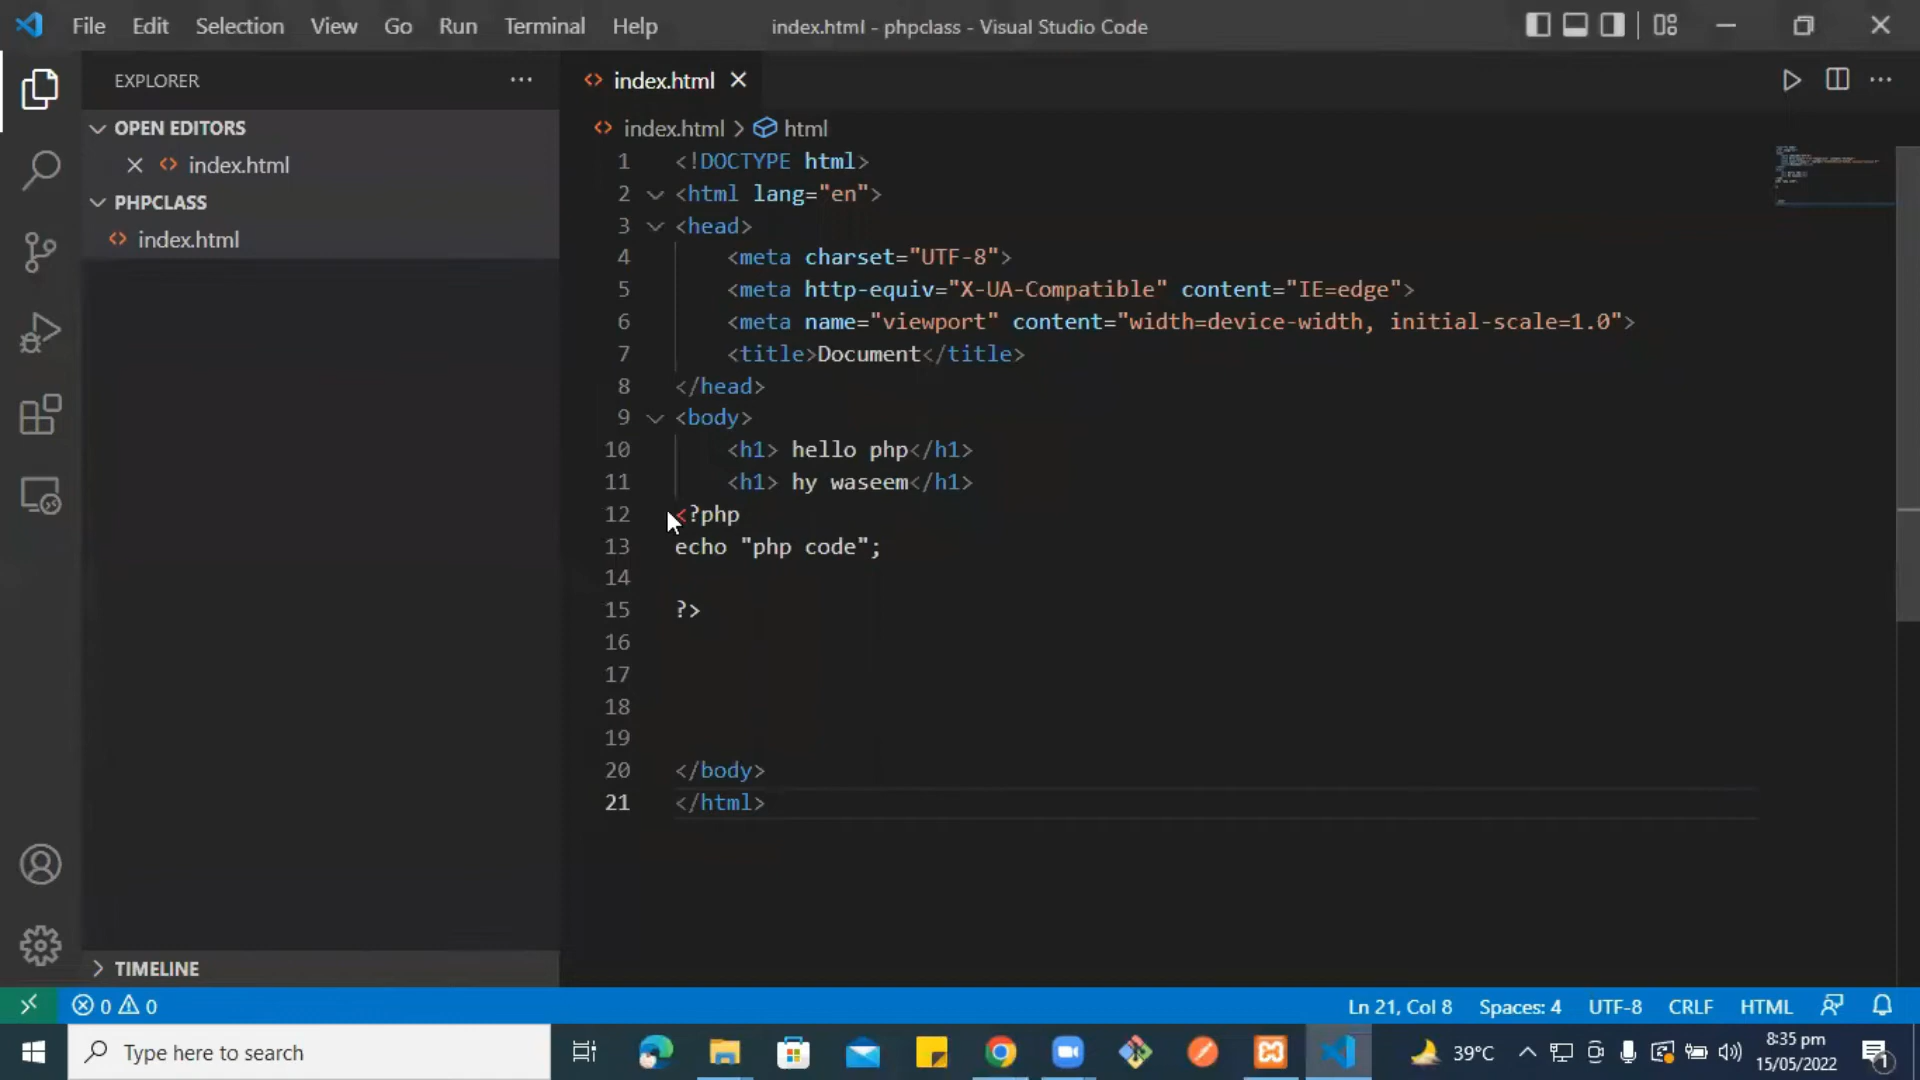 File Edit Selection View Go Run Terminal Help index.html - phpclass - Visual Studio Code
EXPLORER
OPEN EDITORS
index.html
PHPCLASS
index.html
TIMELINE
index.html
index.html > html
1 <!DOCTYPE html>
2 <html lang="en">
3 <head>
4 <meta charset="UTF-8">
5 <meta http-equiv="X-UA-Compatible" content="IE=edge">
6 <meta name="viewport" content="width=device-width, initial-scale=1.0">
7 <title>Document</title>
8 </head>
9 <body>
10 <h1> hello php</h1>
11 <h1> hy waseem</h1>
12 <?php
13 echo "php code";
14
15 ?>
16
17
18
19
20 </body>
21 </html>
0 0 Ln 21, Col 8 Spaces: 4 UTF-8 CRLF HTML
Type here to search 39°C 8:35 pm
15/05/2022
1